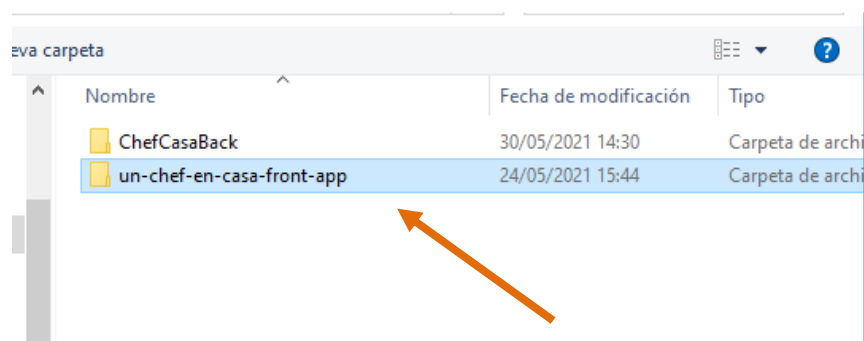 eva carpeta ?
Nombre Fecha de modificación Tipo
ChefCasaBack 30/05/2021 14:30 Carpeta de archi
un-chef-en-casa-front-app 24/05/2021 15:44 Carpeta de archi